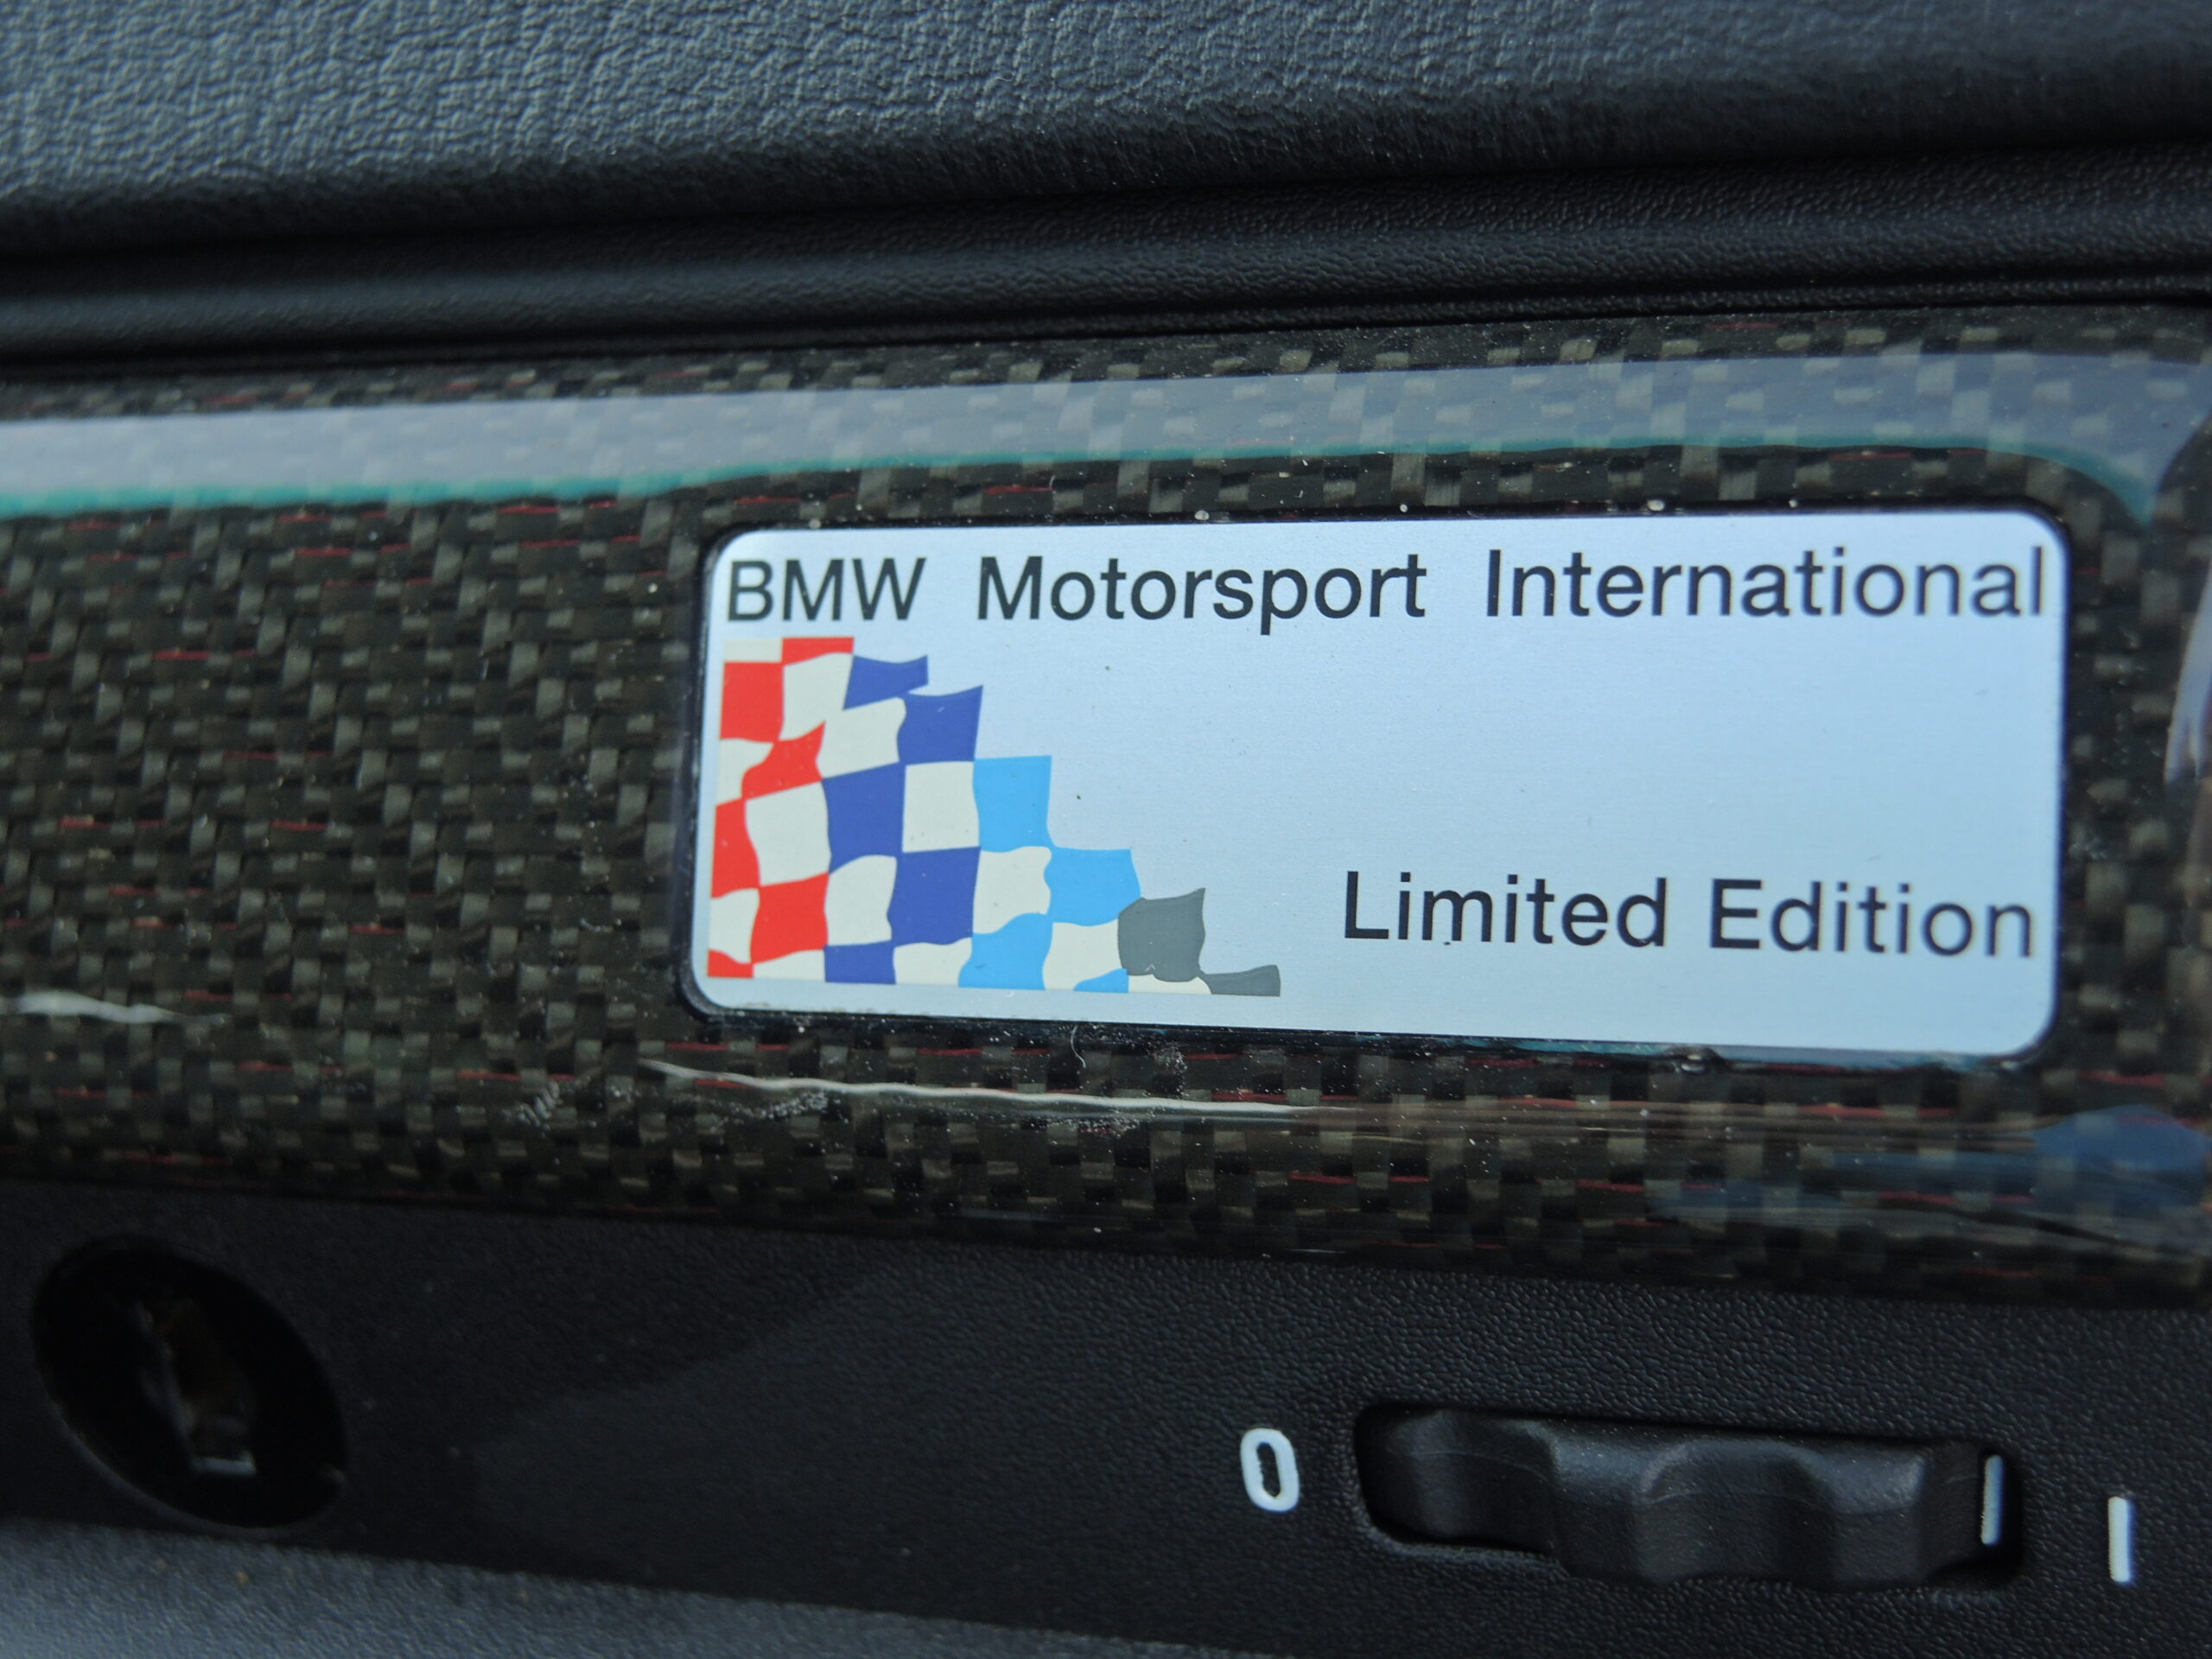 BMW Motorsport International
Limited Edition
0 I